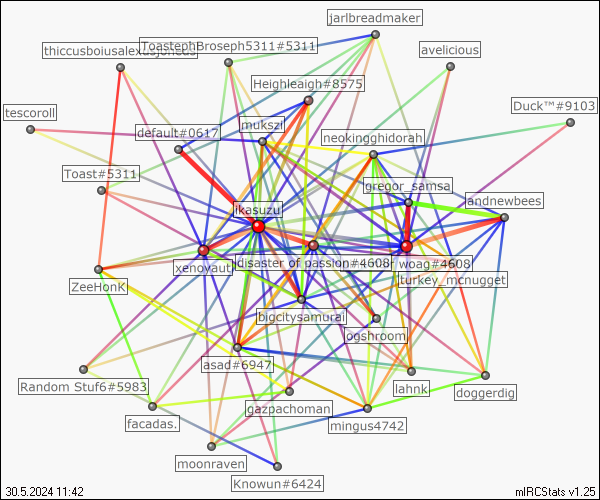 jarlbreadmaker
ToastephBroseph5311#5311
avelicious
Heighleaigh#8575
tescoroll
Duck™#9103
mukszi
default#0617
neokingghidorah
Toast#5311
gregor_samsa
andnewbees
ikasuzu
disaster of passion#4608
woag#4608
xenoyaut
turkey_mcnugget
ZeeHonK
bigcitysamurai
ogshroom
asad#6947
Random Stuf6#5983
lahnk
doggerdig
gazpachoman
facadas.
mingus4742
moonraven
Knowun#6424
30.5.2024 11:42
mIRCStats v1.25